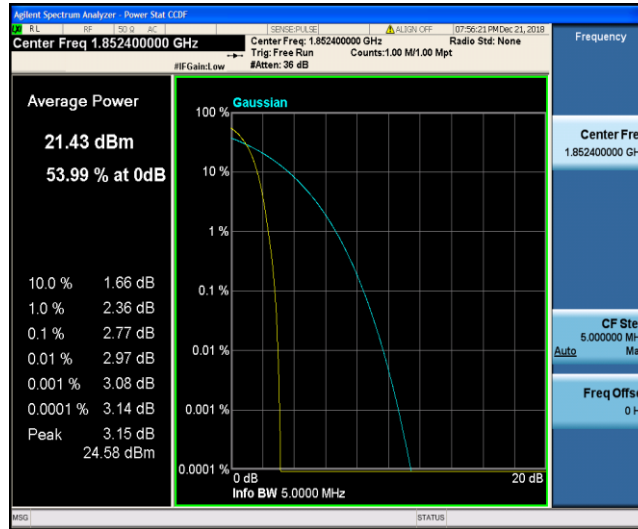 Agilent Spectrum Analyzer - Power Stat CCDF
RL RF 50 Ω AC SENSE:PULSE ALIGN OFF 07:56:21 PM Dec 21, 2018
Center Freq 1.852400000 GHz
Center Freq: 1.852400000 GHz Radio Std: None
Trig: Free Run Counts:1.00 M/1.00 Mpt
#IFGain:Low #Atten: 36 dB
Frequency
Average Power
21.43 dBm
53.99 % at 0dB
10.0 % 1.66 dB
1.0 % 2.36 dB
0.1 % 2.77 dB
0.01 % 2.97 dB
0.001 % 3.08 dB
0.0001 % 3.14 dB
Peak 3.15 dB
24.58 dBm
Gaussian
100 %
10 %
1 %
0.1 %
0.01 %
0.001 %
0.0001 %
0 dB 20 dB
Info BW 5.0000 MHz
Center Fre
1.852400000 GH
CF Ste
5.000000 MH
Auto Ma
Freq Offse
0 H
MSG STATUS